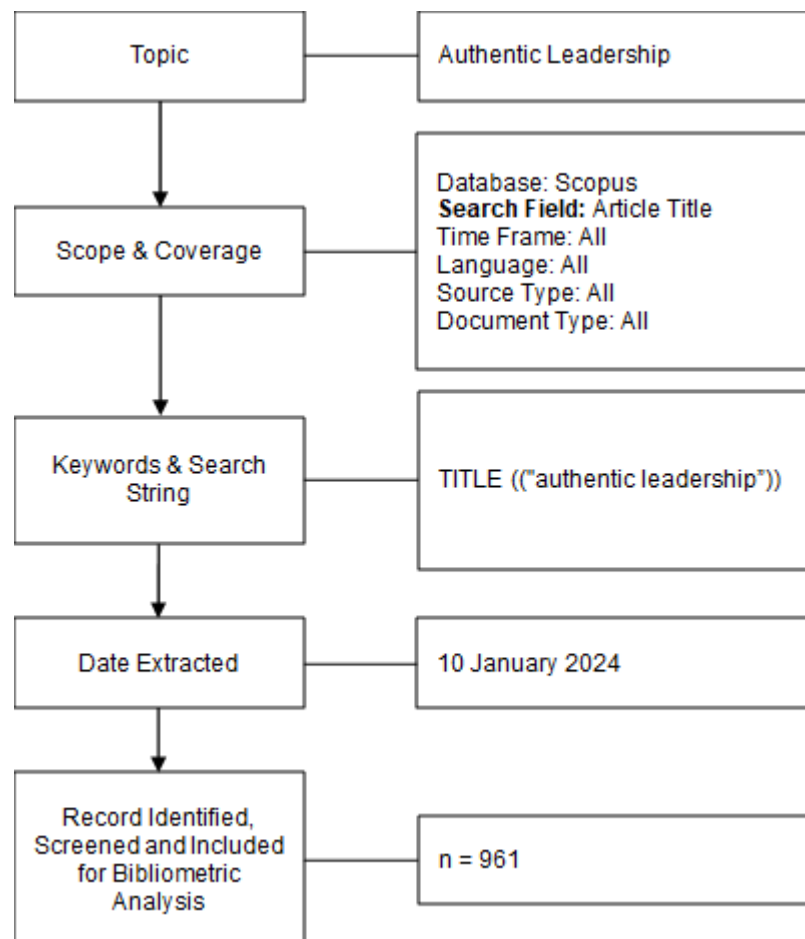 Topic
Authentic Leadership
Scope & Coverage
Database: Scopus
Search Field: Article Title
Time Frame: All
Language: All
Source Type: All
Document Type: All
Keywords & Search
String
TITLE (("authentic leadership”))
Date Extracted
10 January 2024
Record Identified,
Screened and Included
for Bibliometric
Analysis
n = 961